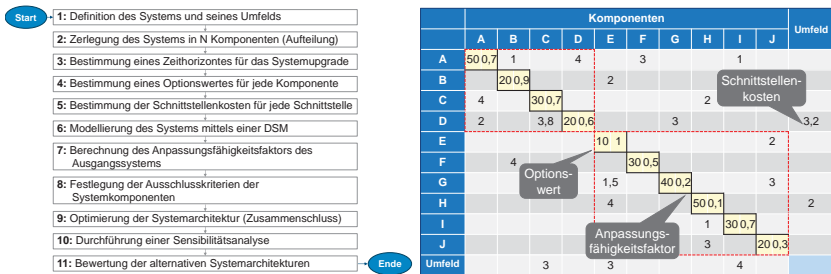 Start
1: Definition des Systems und seines Umfelds
2: Zerlegung des Systems in N Komponenten (Aufteilung)
3: Bestimmung eines Zeithorizontes für das Systemupgrade
4: Bestimmung eines Optionswertes für jede Komponente
5: Bestimmung der Schnittstellenkosten für jede Schnittstelle
6: Modellierung des Systems mittels einer DSM
7: Berechnung des Anpassungsfähigkeitsfaktors des
Ausgangssystems
8: Festlegung der Ausschlusskriterien der
Systemkomponenten
9: Optimierung der Systemarchitektur (Zusammenschluss)
10: Durchführung einer Sensibilitätsanalyse
11: Bewertung der alternativen Systemarchitekturen
Ende
Komponenten Umfeld
A B C D E F G H I J
A 50 0,7 1 4 3 1
B 20 0,9 2
C 4 30 0,7 2
D 2 3,8 20 0,6 3 3,2
E 10 1 2
F 4 30 0,5
G 1,5 40 0,2 3
H 4 50 0,1 2
I 1 30 0,7
J 3 20 0,3
Umfeld 3 3 4
Schnittstellen-
kosten
Options-
wert
Anpassungs-
fähigkeitsfaktor